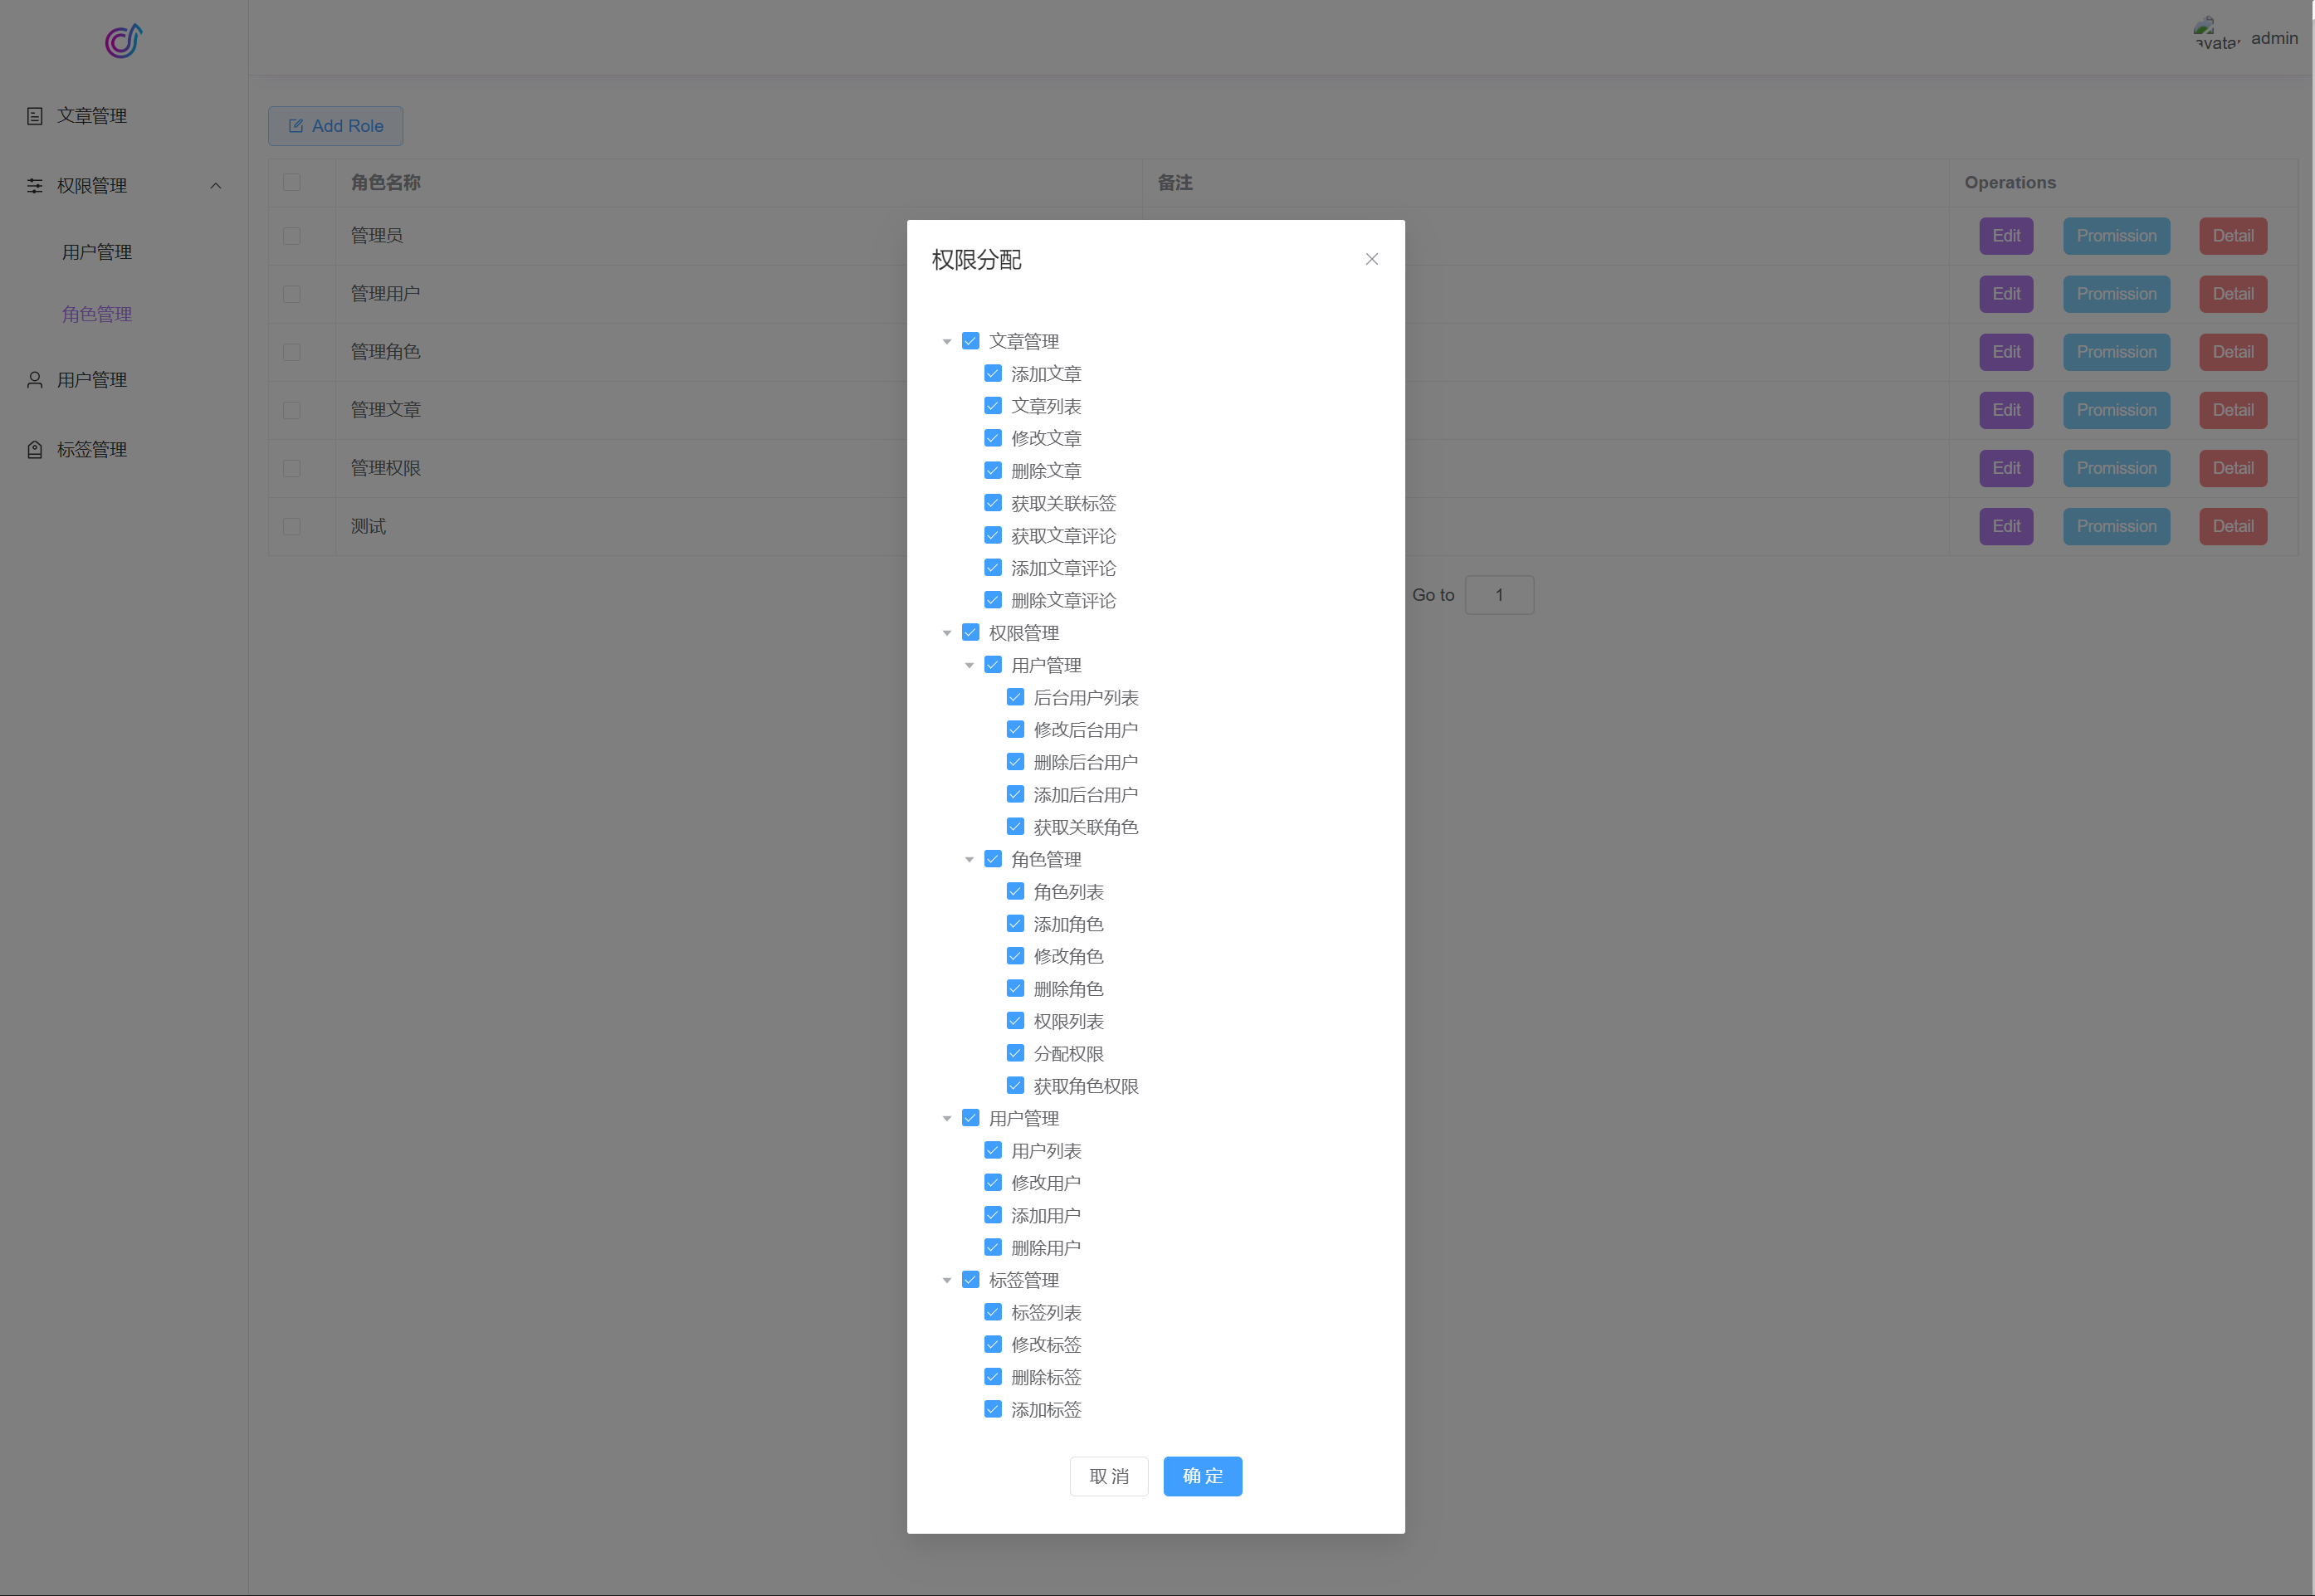 avatar admin
文章管理
权限管理
用户管理
角色管理
用户管理
标签管理
Add Role
角色名称 备注 Operations
管理员 Edit Promission Detail
管理用户 Edit Promission Detail
管理角色 Edit Promission Detail
管理文章 Edit Promission Detail
管理权限 Edit Promission Detail
测试 Edit Promission Detail
Go to 1
权限分配
文章管理
添加文章
文章列表
修改文章
删除文章
获取关联标签
获取文章评论
添加文章评论
删除文章评论
权限管理
用户管理
后台用户列表
修改后台用户
删除后台用户
添加后台用户
获取关联角色
角色管理
角色列表
添加角色
修改角色
删除角色
权限列表
分配权限
获取角色权限
用户管理
用户列表
修改用户
添加用户
删除用户
标签管理
标签列表
修改标签
删除标签
添加标签
取消 确定